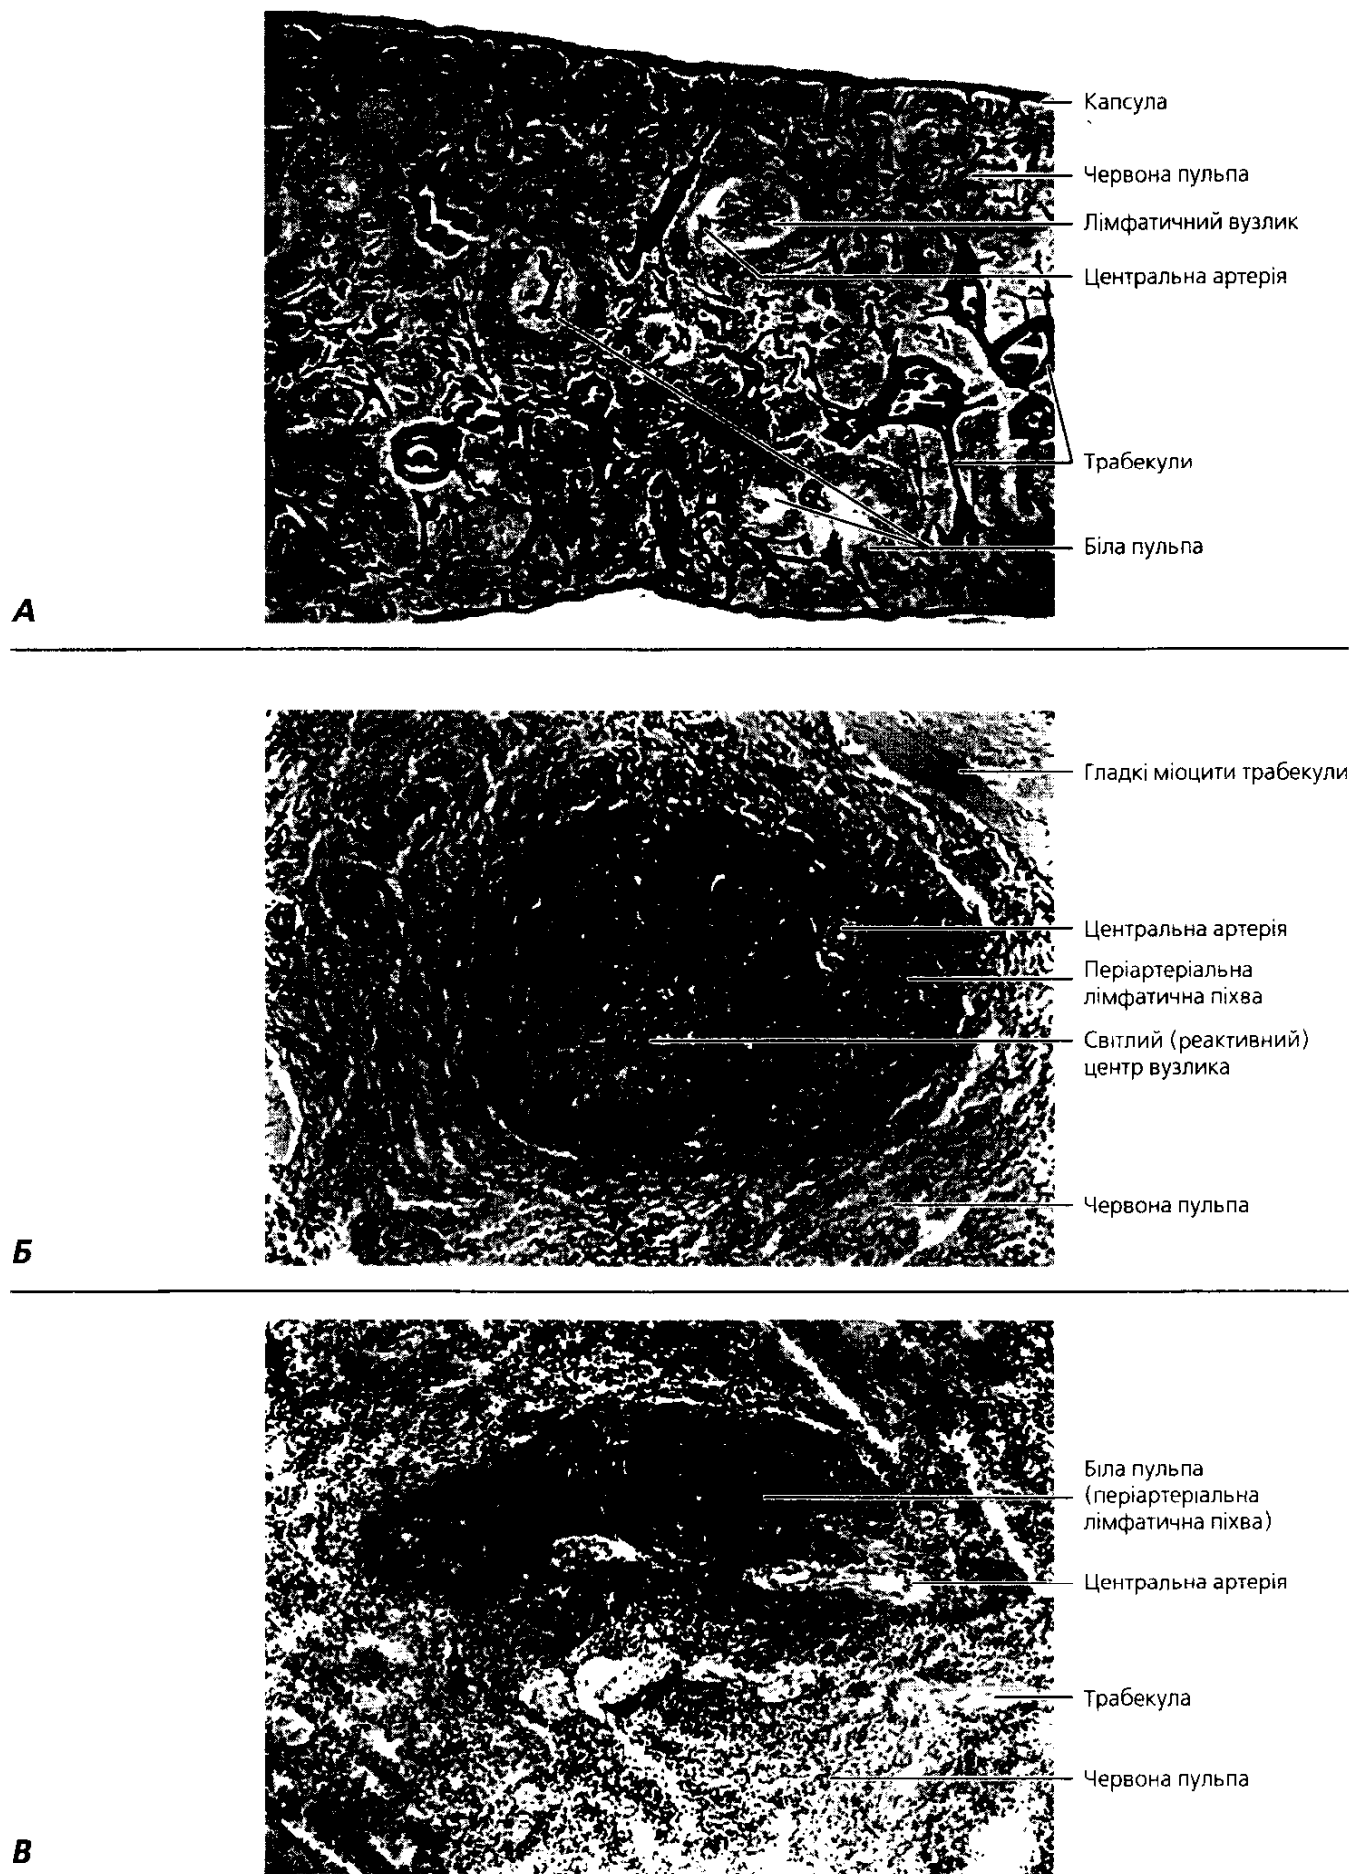 Капсула
Червона пульпа
Лімфатичний вузлик
Центральна артерія
Трабекули
Біла пульпа
А
Гладкі міоцити трабекули
Центральна артерія
Періартеріальна
лімфатична піхва
Світлий (реактивний)
центр вузлика
Червона пульпа
Б
Біла пульпа
(періартеріальна
лімфатична піхва)
Центральна артерія
Трабекула
Червона пульпа
В